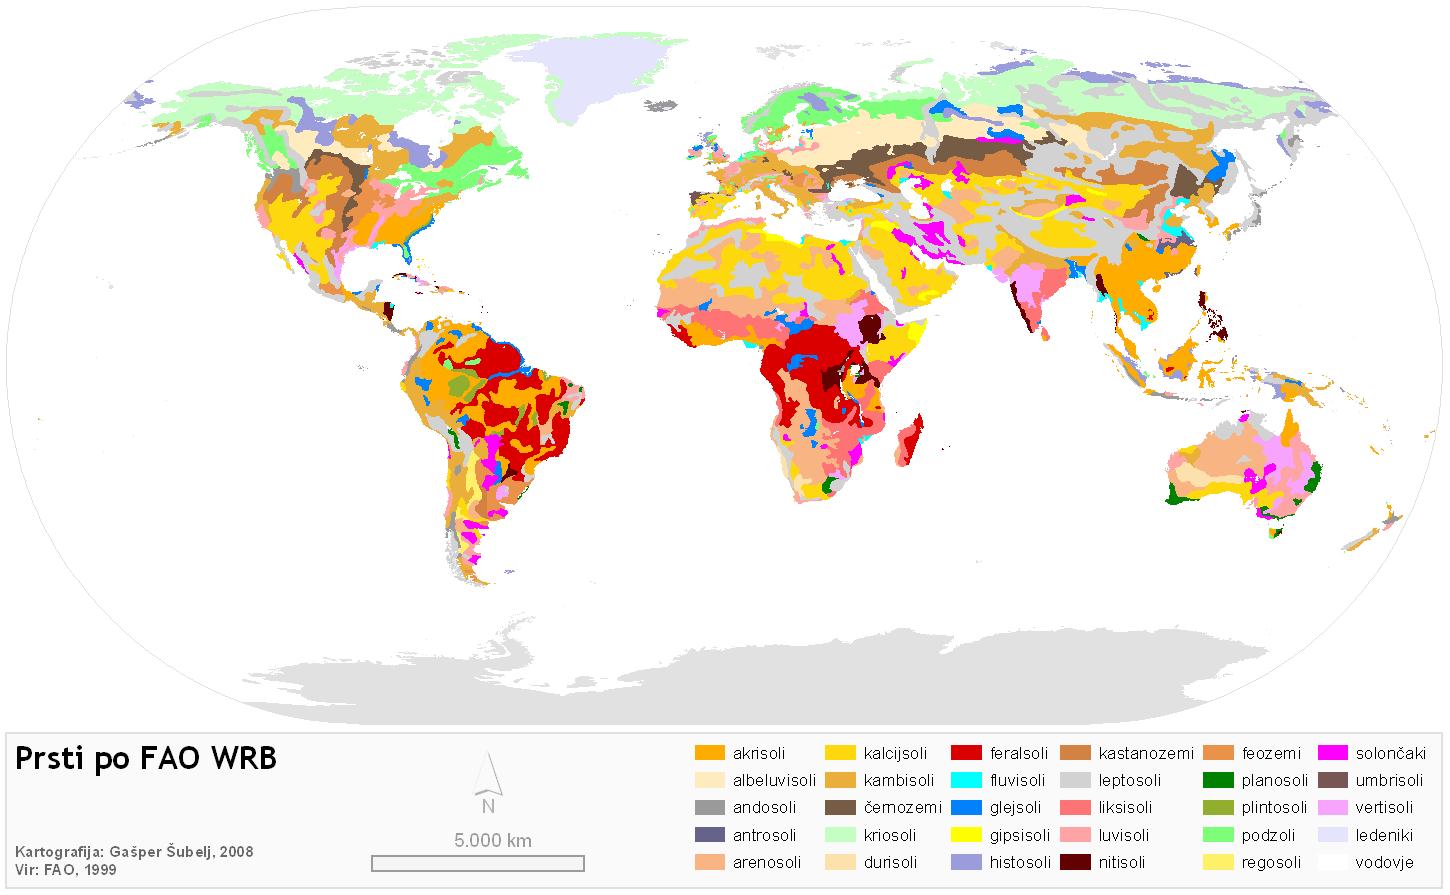 Prsti po FAO WRB
Kartografija: Gašper Šubelj, 2008
Vir: FAO, 1999
N
5.000 km
akrisoli
albeluvisoli
andosoli
antrosoli
arenosoli
kalcijsoli
kambisoli
černozemi
kriosoli
durisoli
feralsoli
fluvisoli
glejsoli
gipsisoli
histosoli
kastanozemi
leptosoli
liksisoli
luvisoli
nitisoli
feozemi
planosoli
plintosoli
podzoli
regosoli
solončaki
umbrisoli
vertisoli
ledeniki
vodovje